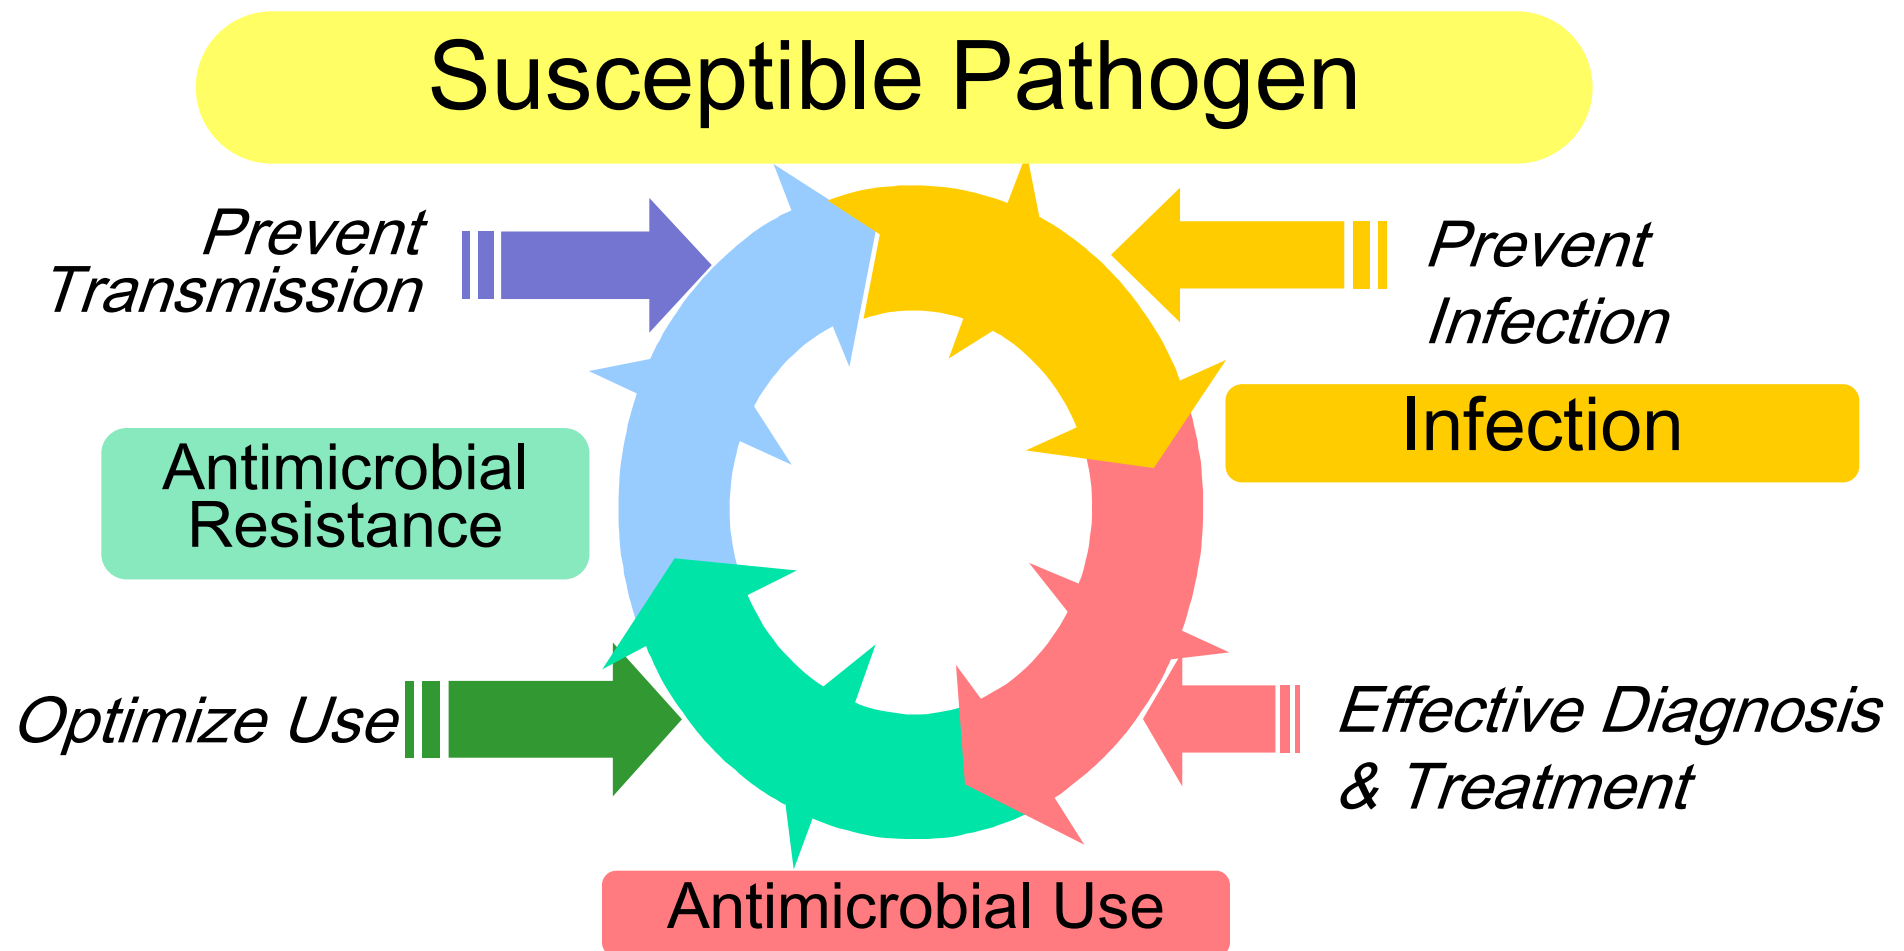 Susceptible Pathogen
Prevent
Transmission
Prevent
Infection
Infection
Antimicrobial
Resistance
Optimize Use
Effective Diagnosis
& Treatment
Antimicrobial Use